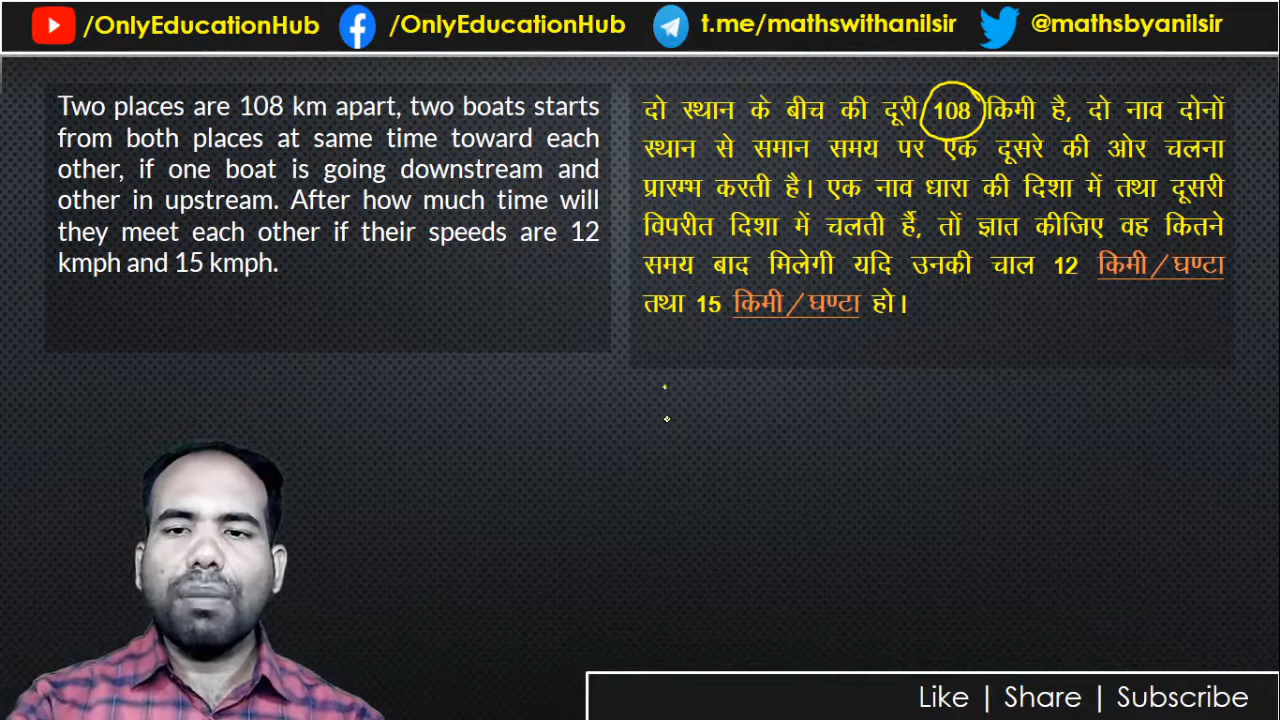 /OnlyEducationHub /OnlyEducationHub t.me/mathswithanilsir @mathsbyanilsir
Two places are 108 km apart, two boats starts
from both places at same time toward each
other, if one boat is going downstream and
other in upstream. After how much time will
they meet each other if their speeds are 12
kmph and 15 kmph.
दो स्थान के बीच की दूरी 108 किमी है, दो नाव दोनों
स्थान से समान समय पर एक दूसरे की ओर चलना
प्रारम्भ करती है। एक नाव धारा की दिशा में तथा दूसरी
विपरीत दिशा में चलती हैं, तों ज्ञात कीजिए वह कितने
समय बाद मिलेगी यदि उनकी चाल 12 किमी/घण्टा
तथा 15 किमी/घण्टा हो।
Like | Share | Subscribe